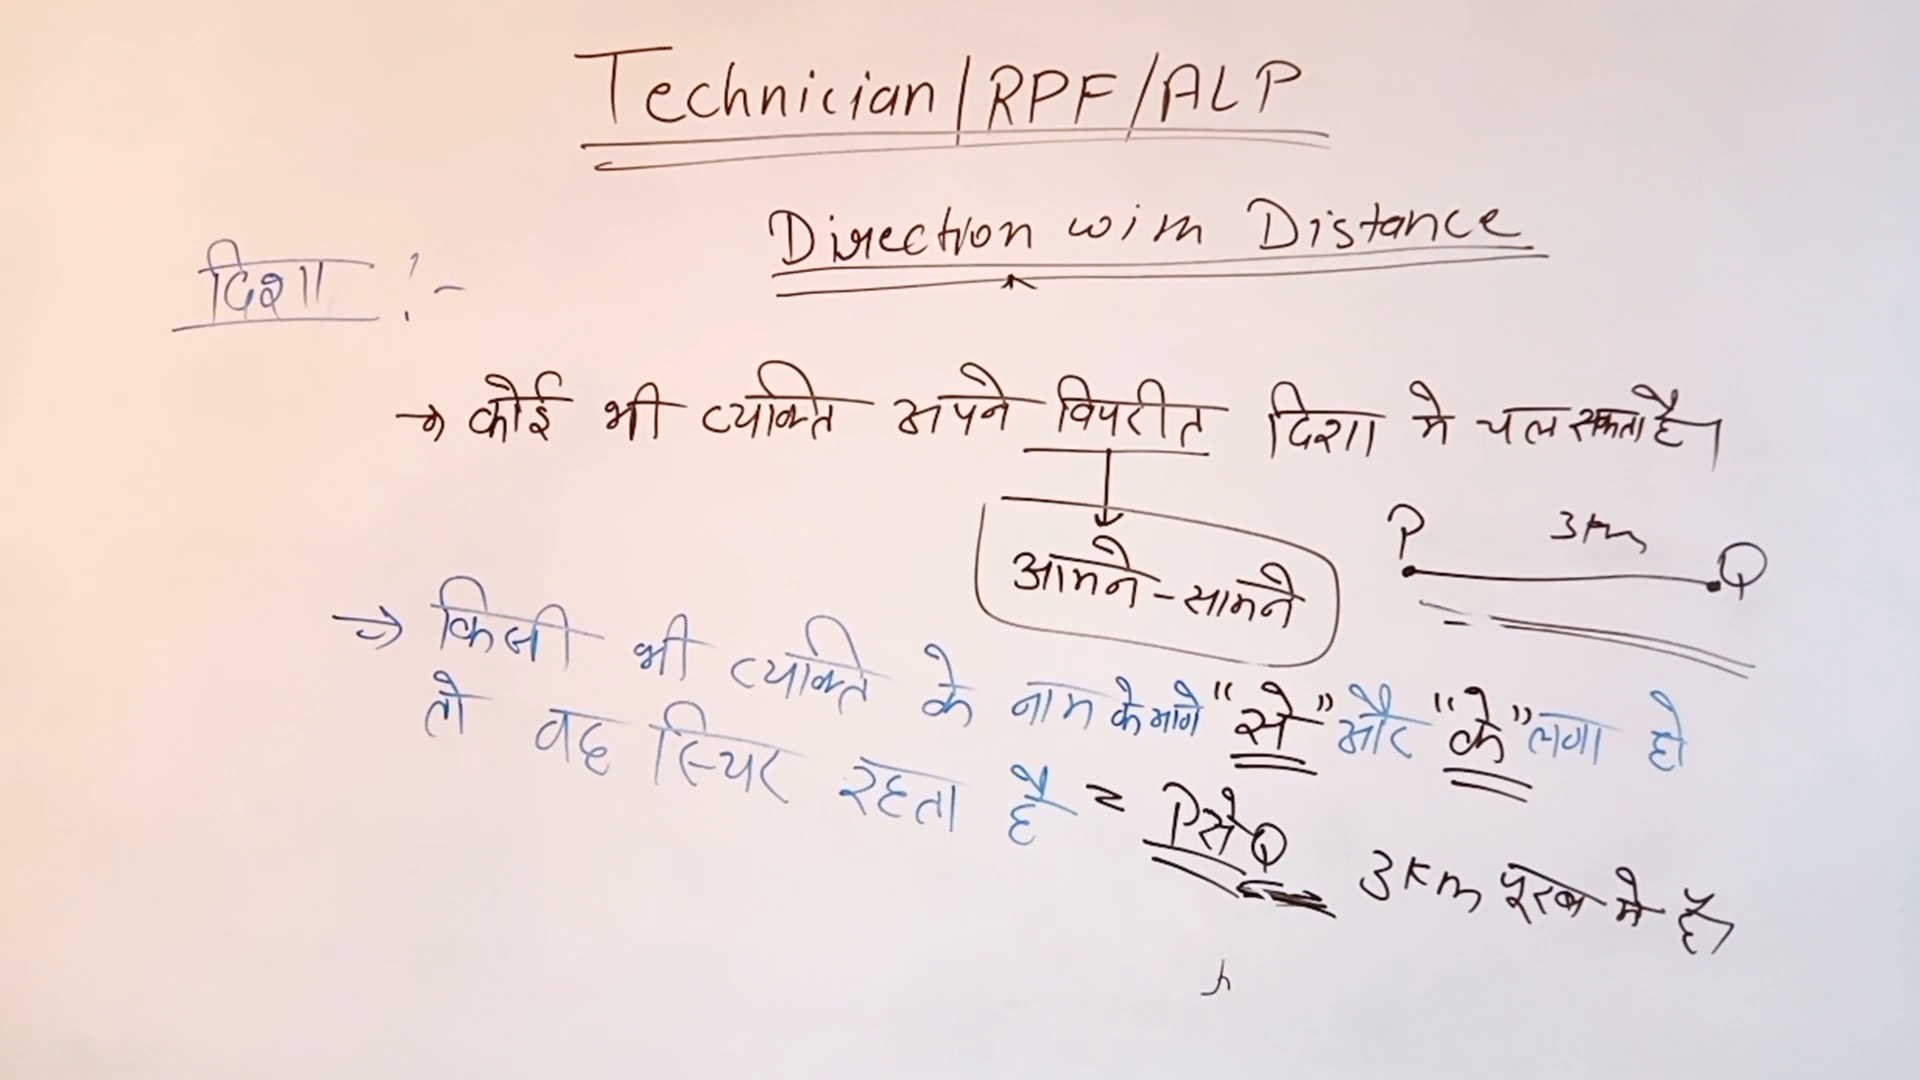 Technician/RPF/ALP
Direction with Distance
दिशा :-
→ कोई भी व्यक्ति अपने विपरीत दिशा मे चल सकता है।
आमने-सामने
P 3km Q
→ किसी भी व्यक्ति के नाम के आगे "से" और "के" लगा हो
तो वह स्थिर रहता है = P से Q 3km पूरब मे है।